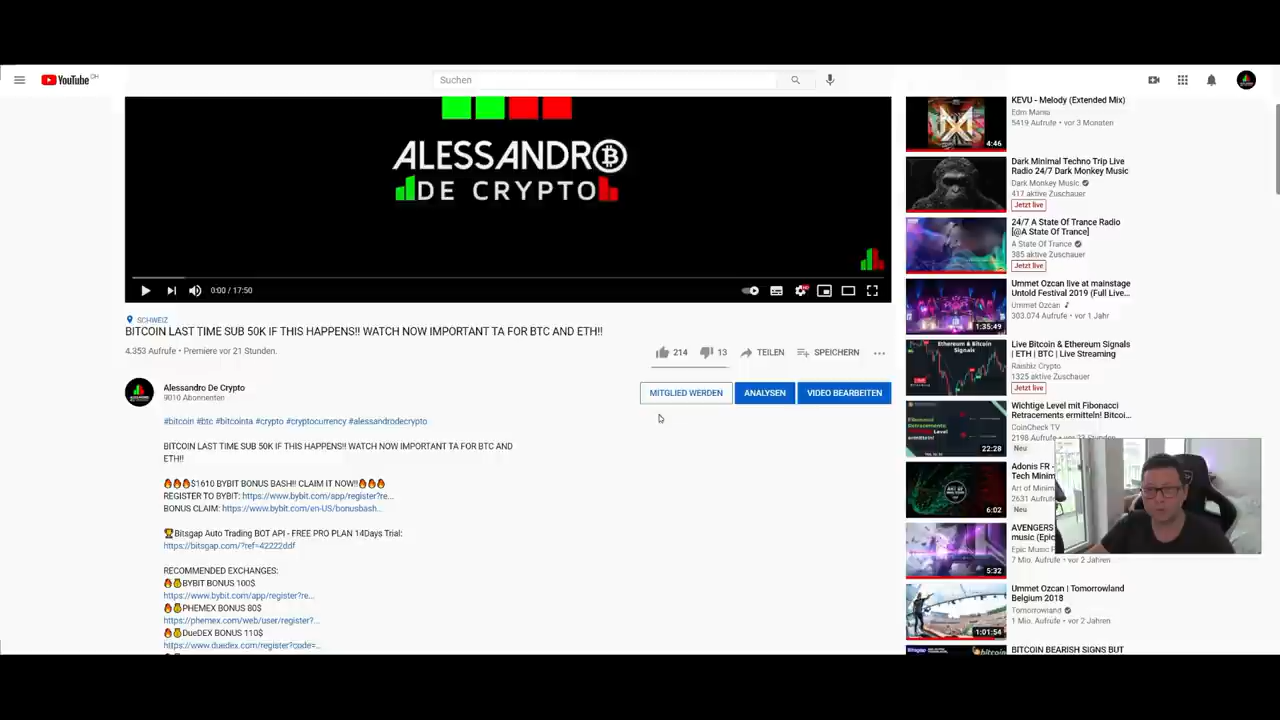 YouTube CH
Suchen
ALESSANDRO
DE CRYPTO
0:00 / 17:50
SCHWEIZ
BITCOIN LAST TIME SUB 50K IF THIS HAPPENS!! WATCH NOW IMPORTANT TA FOR BTC AND ETH!!
4.353 Aufrufe • Premiere vor 21 Stunden.
214
13
TEILEN
SPEICHERN
Alessandro De Crypto
9010 Abonnenten
MITGLIED WERDEN
ANALYSEN
VIDEO BEARBEITEN
#bitcoin #btc #bitcointa #crypto #cryptocurrency #alessandrodecrypto
BITCOIN LAST TIME SUB 50K IF THIS HAPPENS!! WATCH NOW IMPORTANT TA FOR BTC AND
ETH!!
🔥🔥🔥$1610 BYBIT BONUS BASH!! CLAIM IT NOW!!🔥🔥🔥
REGISTER TO BYBIT: https://www.bybit.com/app/register?re...
BONUS CLAIM: https://www.bybit.com/en-US/bonusbash...
🏆Bitsgap Auto Trading BOT API - FREE PRO PLAN 14Days Trial:
https://bitsgap.com/?ref=42222ddf
RECOMMENDED EXCHANGES:
🔥💰BYBIT BONUS 100$
https://www.bybit.com/app/register?re...
🔥💰PHEMEX BONUS 80$
https://phemex.com/web/user/register?...
🔥💰DueDEX BONUS 110$
https://www.duedex.com/register?code=...
KEVU - Melody (Extended Mix)
Edm Mania
5419 Aufrufe • vor 3 Monaten
4:46
Dark Minimal Techno Trip Live
Radio 24/7 Dark Monkey Music
Dark Monkey Music
417 aktive Zuschauer
Jetzt live
24/7 A State Of Trance Radio
[@A State Of Trance]
A State Of Trance
385 aktive Zuschauer
Jetzt live
Ummet Ozcan live at mainstage
Untold Festival 2019 (Full Live...
Ummet Ozcan
303.074 Aufrufe • vor 1 Jahr
1:35:49
Live Bitcoin & Ethereum Signals
| ETH | BTC | Live Streaming
Raisbiz Crypto
1325 aktive Zuschauer
Jetzt live
Ethereum & Bitcoin
Signals
Wichtige Level mit Fibonacci
Retracements ermitteln! Bitcoi...
CoinCheck TV
2198 Aufrufe • vor 23 Stunden
Neu
22:28
Adonis FR -
Tech Minim
Art of Minim
2631 Aufrufe
Neu
6:02
AVENGERS
music (Epic
Epic Music F
7 Mio. Aufrufe • vor 2 Jahren
5:32
Ummet Ozcan | Tomorrowland
Belgium 2018
Tomorrowland
1 Mio. Aufrufe • vor 2 Jahren
1:01:54
BITCOIN BEARISH SIGNS BUT